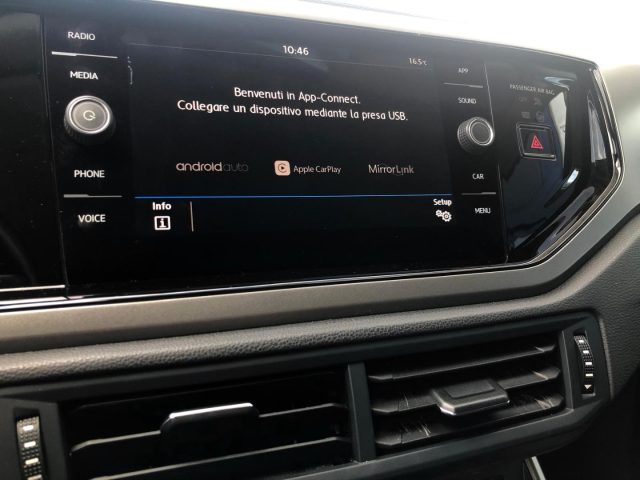 RADIO
MEDIA
PHONE
VOICE
10:46
16.5°C
Benvenuti in App-Connect.
Collegare un dispositivo mediante la presa USB.
androidauto
Apple CarPlay
MirrorLink
Info
Setup
APP
SOUND
CAR
MENU
PASSENGER AIR BAG